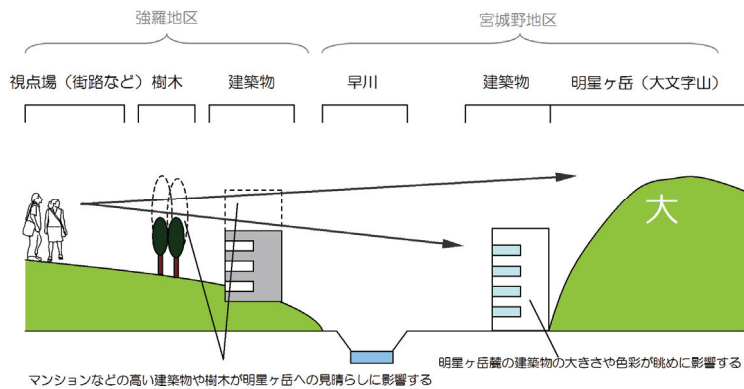 強羅地区
宮城野地区
視点場（街路など）
樹木
建築物
早川
建築物
明星ヶ岳（大文字山）
大
明星ヶ岳麓の建築物の大きさや色彩が眺めに影響する
マンションなどの高い建築物や樹木が明星ヶ岳への見晴らしに影響する